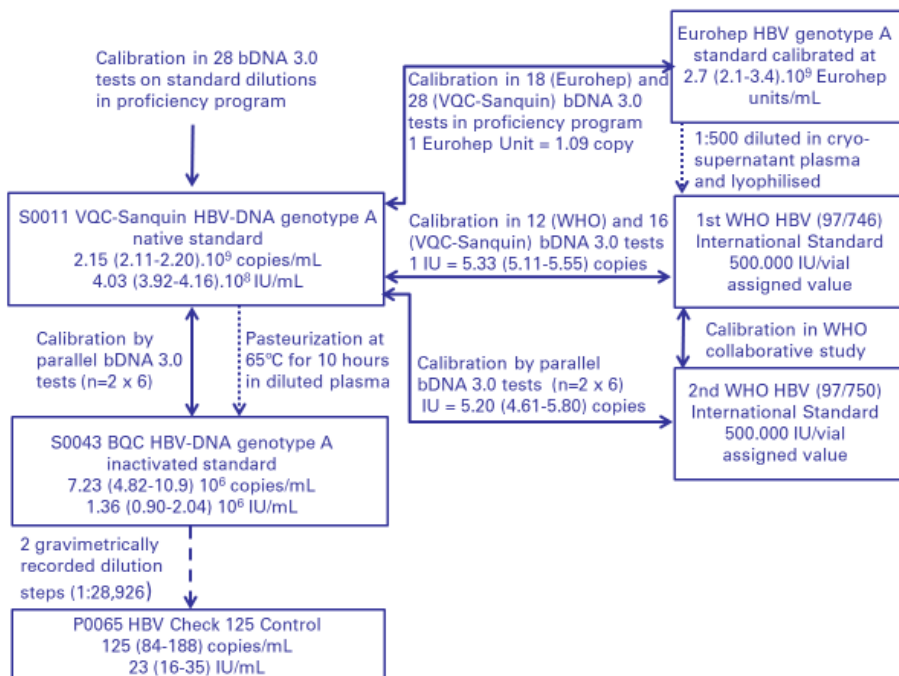 Calibration in 28 bDNA 3.0
tests on standard dilutions
in proficiency program
Calibration in 18 (Eurohep) and
28 (VQC-Sanquin) bDNA 3.0
tests in proficiency program
1 Eurohep Unit = 1.09 copy
Eurohep HBV genotype A
standard calibrated at
2.7 (2.1-3.4).10⁹ Eurohep
units/mL
1:500 diluted in cryo-
supernatant plasma
and lyophilised
S0011 VQC-Sanquin HBV-DNA genotype A
native standard
2.15 (2.11-2.20).10⁹ copies/mL
4.03 (3.92-4.16).10⁸ IU/mL
Calibration in 12 (WHO) and 16
(VQC-Sanquin) bDNA 3.0 tests
1 IU = 5.33 (5.11-5.55) copies
1st WHO HBV (97/746)
International Standard
500.000 IU/vial
assigned value
Calibration by
parallel bDNA 3.0
tests (n=2 x 6)
Pasteurization at
65ºC for 10 hours
in diluted plasma
Calibration by parallel
bDNA 3.0 tests (n=2 x 6)
IU = 5.20 (4.61-5.80) copies
Calibration in WHO
collaborative study
2nd WHO HBV (97/750)
International Standard
500.000 IU/vial
assigned value
S0043 BQC HBV-DNA genotype A
inactivated standard
7.23 (4.82-10.9) 10⁶ copies/mL
1.36 (0.90-2.04) 10⁶ IU/mL
2 gravimetrically
recorded dilution
steps (1:28,926)
P0065 HBV Check 125 Control
125 (84-188) copies/mL
23 (16-35) IU/mL